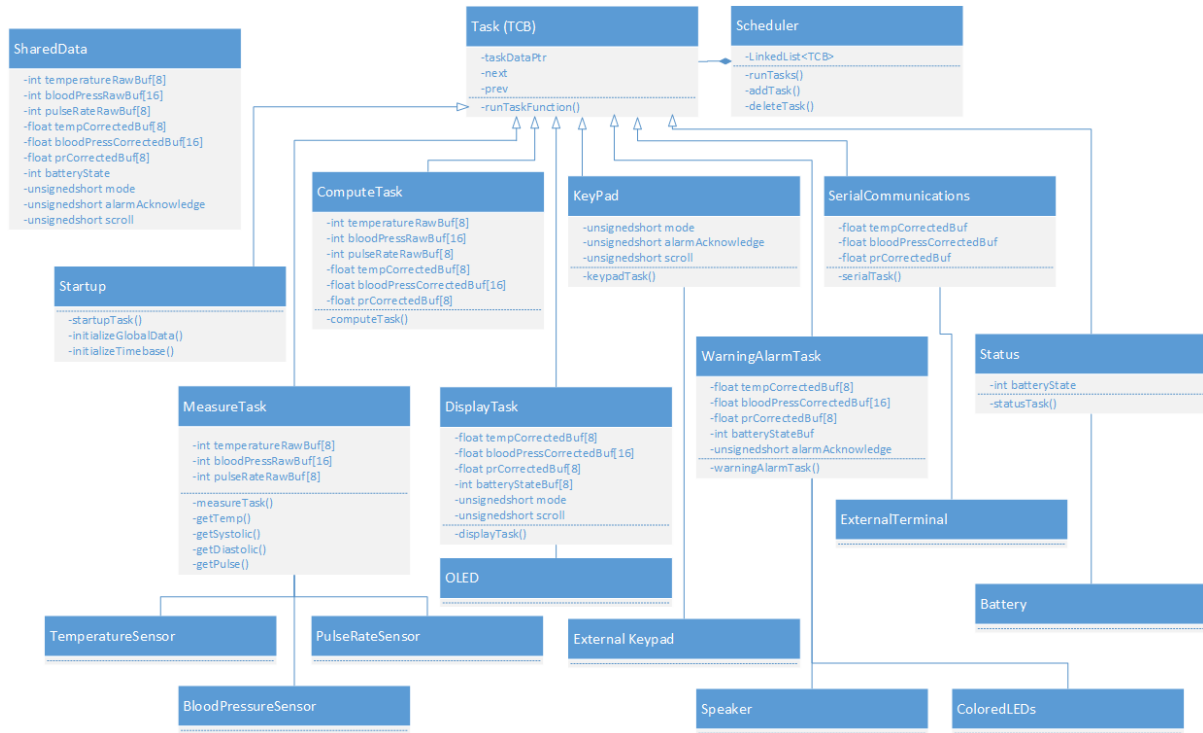 SharedData
-int temperatureRawBuf[8]
-int bloodPressRawBuf[16]
-int pulseRateRawBuf[8]
-float tempCorrectedBuf[8]
-float bloodPressCorrectedBuf[16]
-float prCorrectedBuf[8]
-int batteryState
-unsignedshort mode
-unsignedshort alarmAcknowledge
-unsignedshort scroll
Task (TCB)
-taskDataPtr
-next
-prev
-runTaskFunction()
Scheduler
-LinkedList<TCB>
-runTasks()
-addTask()
-deleteTask()
Startup
-startupTask()
-initializeGlobalData()
-initializeTimebase()
ComputeTask
-int temperatureRawBuf[8]
-int bloodPressRawBuf[16]
-int pulseRateRawBuf[8]
-float tempCorrectedBuf[8]
-float bloodPressCorrectedBuf[16]
-float prCorrectedBuf[8]
-computeTask()
KeyPad
-unsignedshort mode
-unsignedshort alarmAcknowledge
-unsignedshort scroll
-keypadTask()
SerialCommunications
-float tempCorrectedBuf
-float bloodPressCorrectedBuf
-float prCorrectedBuf
-serialTask()
MeasureTask
-int temperatureRawBuf[8]
-int bloodPressRawBuf[16]
-int pulseRateRawBuf[8]
-measureTask()
-getTemp()
-getSystolic()
-getDiastolic()
-getPulse()
DisplayTask
-float tempCorrectedBuf[8]
-float bloodPressCorrectedBuf[16]
-float prCorrectedBuf[8]
-int batteryStateBuf[8]
-unsignedshort mode
-unsignedshort scroll
-displayTask()
WarningAlarmTask
-float tempCorrectedBuf[8]
-float bloodPressCorrectedBuf[16]
-float prCorrectedBuf[8]
-int batteryStateBuf
-unsignedshort alarmAcknowledge
-warningAlarmTask()
Status
-int batteryState
-statusTask()
ExternalTerminal
OLED
Battery
TemperatureSensor
PulseRateSensor
External Keypad
BloodPressureSensor
Speaker
ColoredLEDs